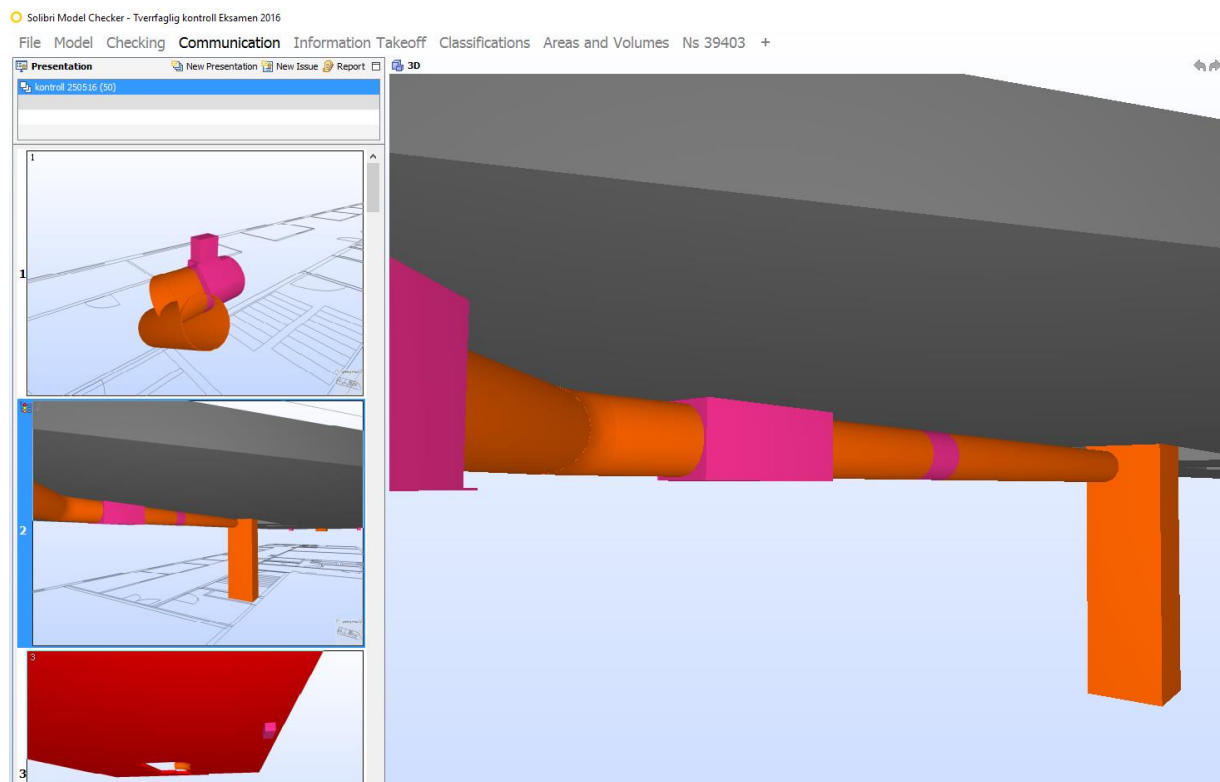 Solibri Model Checker - Tverrfaglig kontroll Eksamen 2016
File Model Checking Communication Information Takeoff Classifications Areas and Volumes Ns 39403 +
Presentation New Presentation New Issue Report 3D
kontroll 250516 (50)
1
1
2
3
3